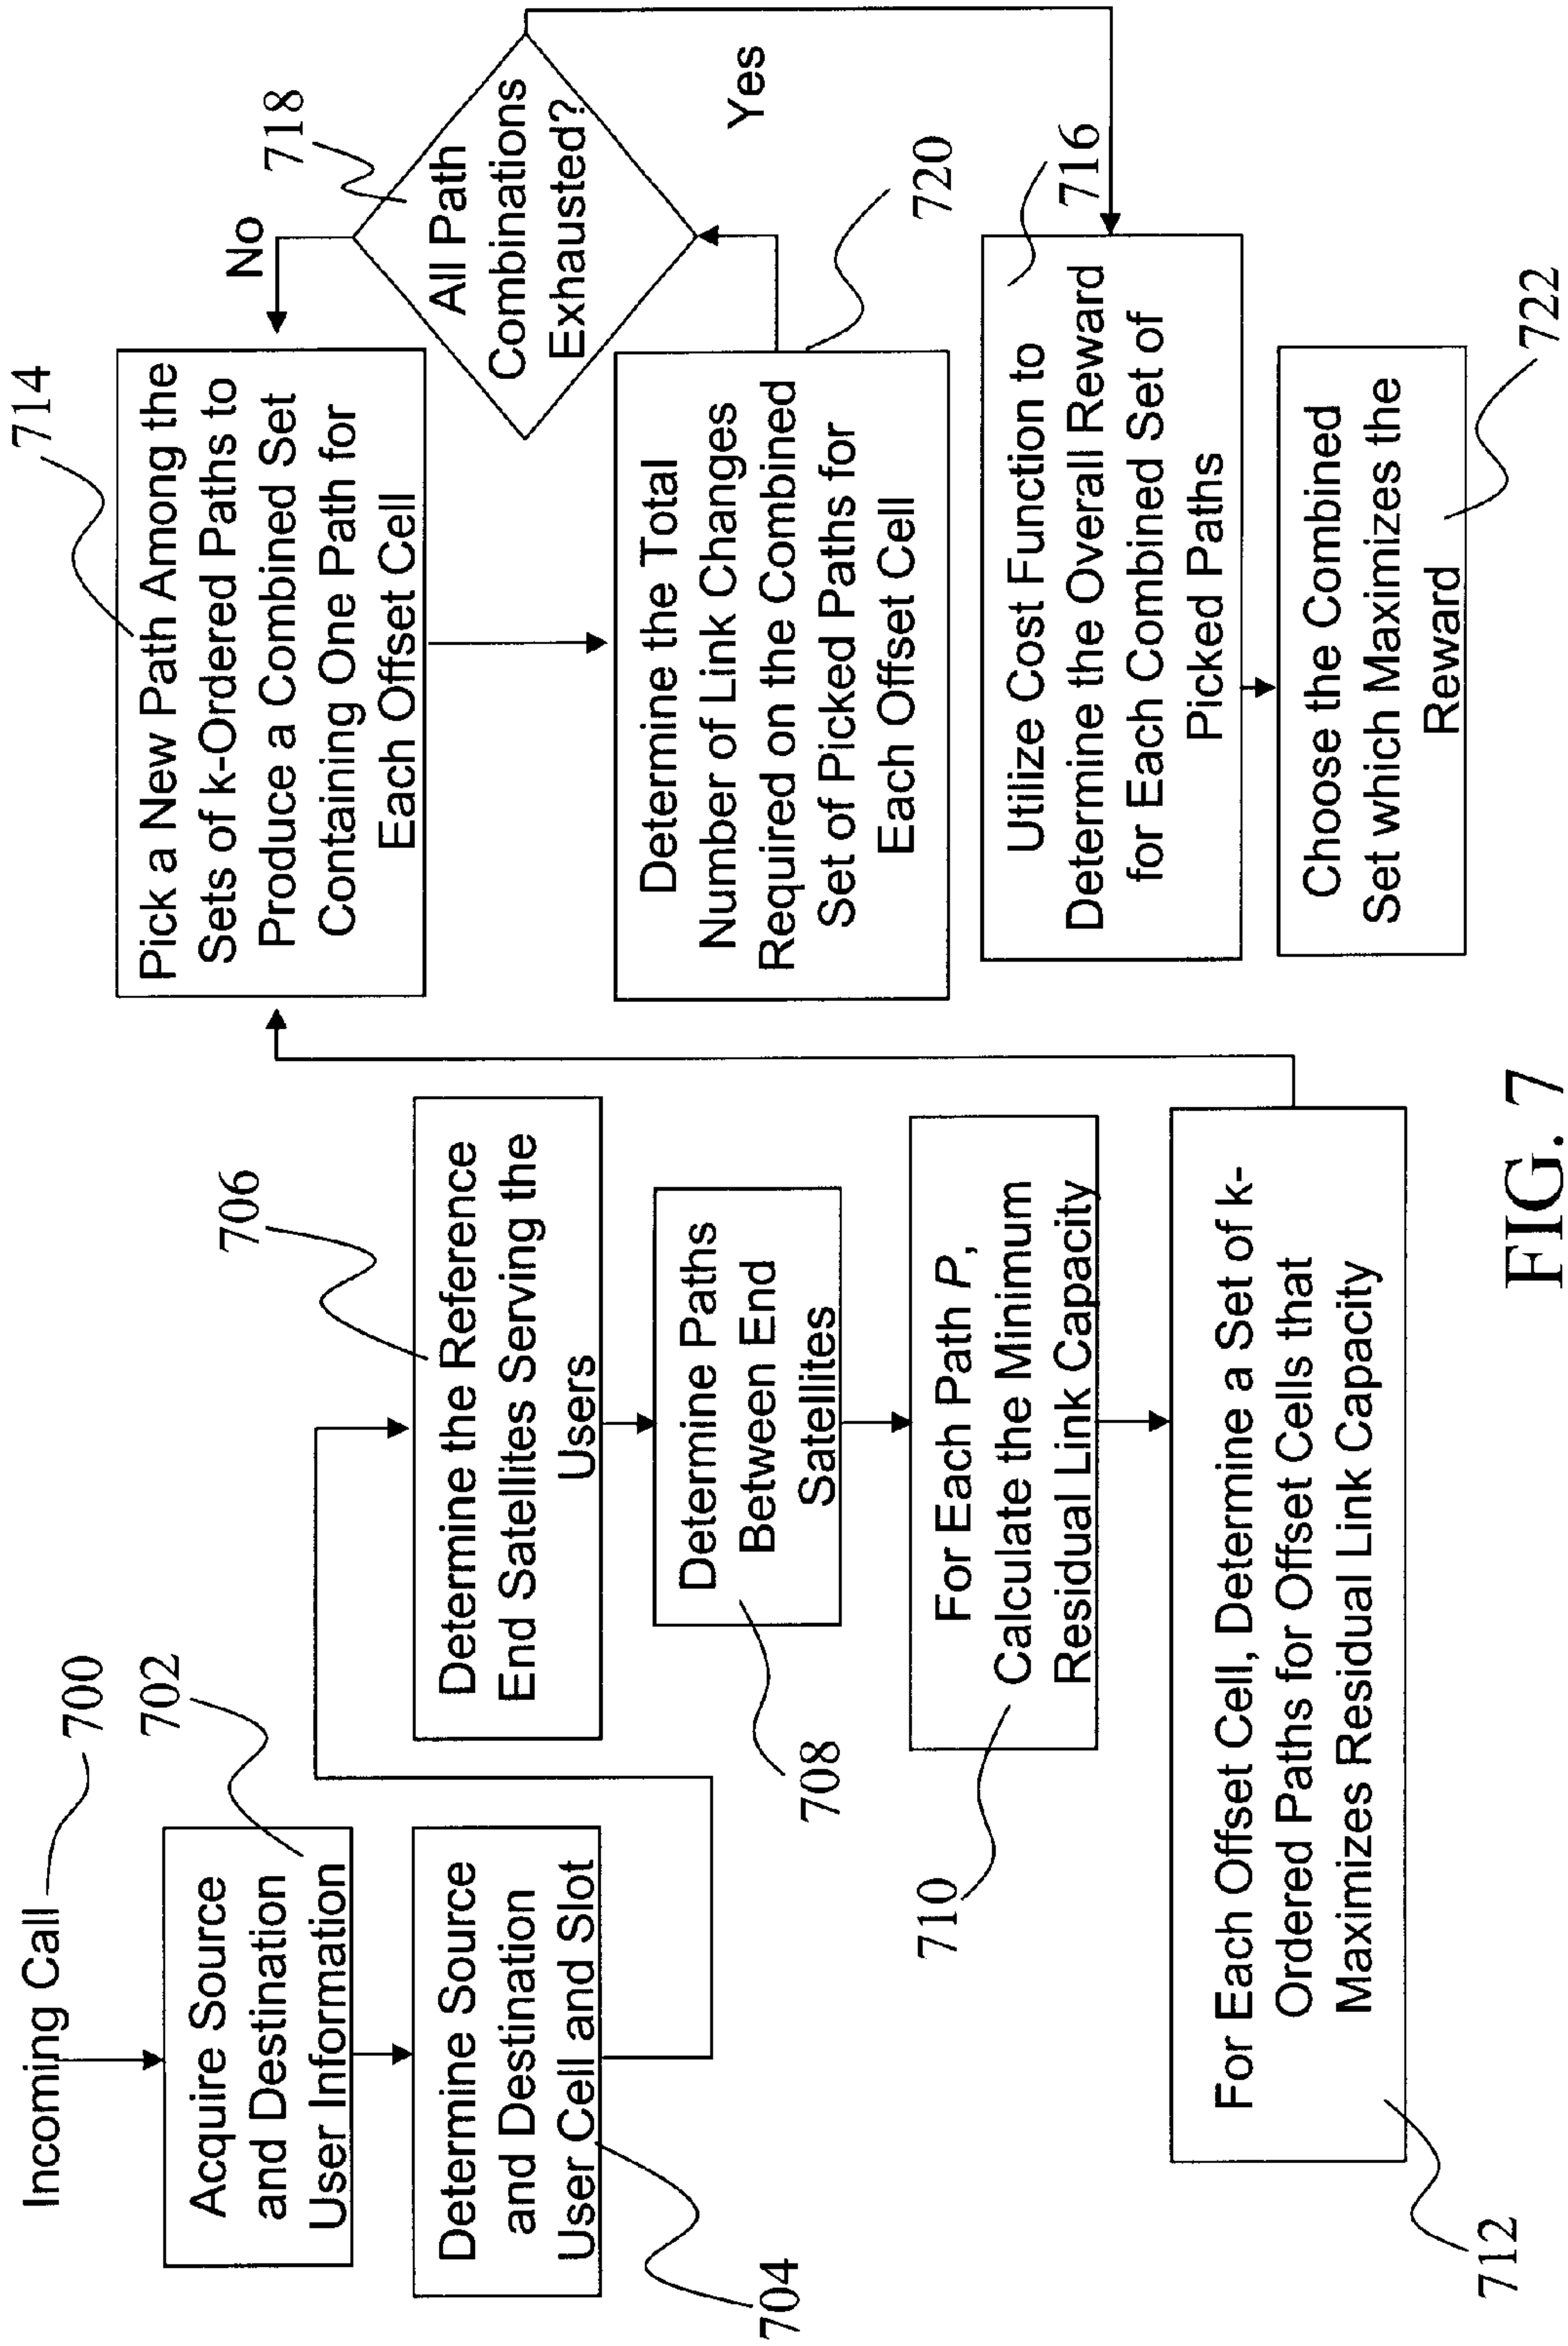 Incoming Call
700
Acquire Source
and Destination
User Information
702
Determine Source
and Destination
User Cell and Slot
704
Determine the Reference
End Satellites Serving the
Users
706
Determine Paths
Between End
Satellites
708
For Each Path P,
Calculate the Minimum
Residual Link Capacity
710
For Each Offset Cell, Determine a Set of k-
Ordered Paths for Offset Cells that
Maximizes Residual Link Capacity
712
Pick a New Path Among the
Sets of k-Ordered Paths to
Produce a Combined Set
Containing One Path for
Each Offset Cell
714
Determine the Total
Number of Link Changes
Required on the Combined
Set of Picked Paths for
Each Offset Cell
720
All Path
Combinations
Exhausted?
718
No
Yes
Utilize Cost Function to
Determine the Overall Reward
for Each Combined Set of
Picked Paths
716
Choose the Combined
Set which Maximizes the
Reward
722
FIG. 7